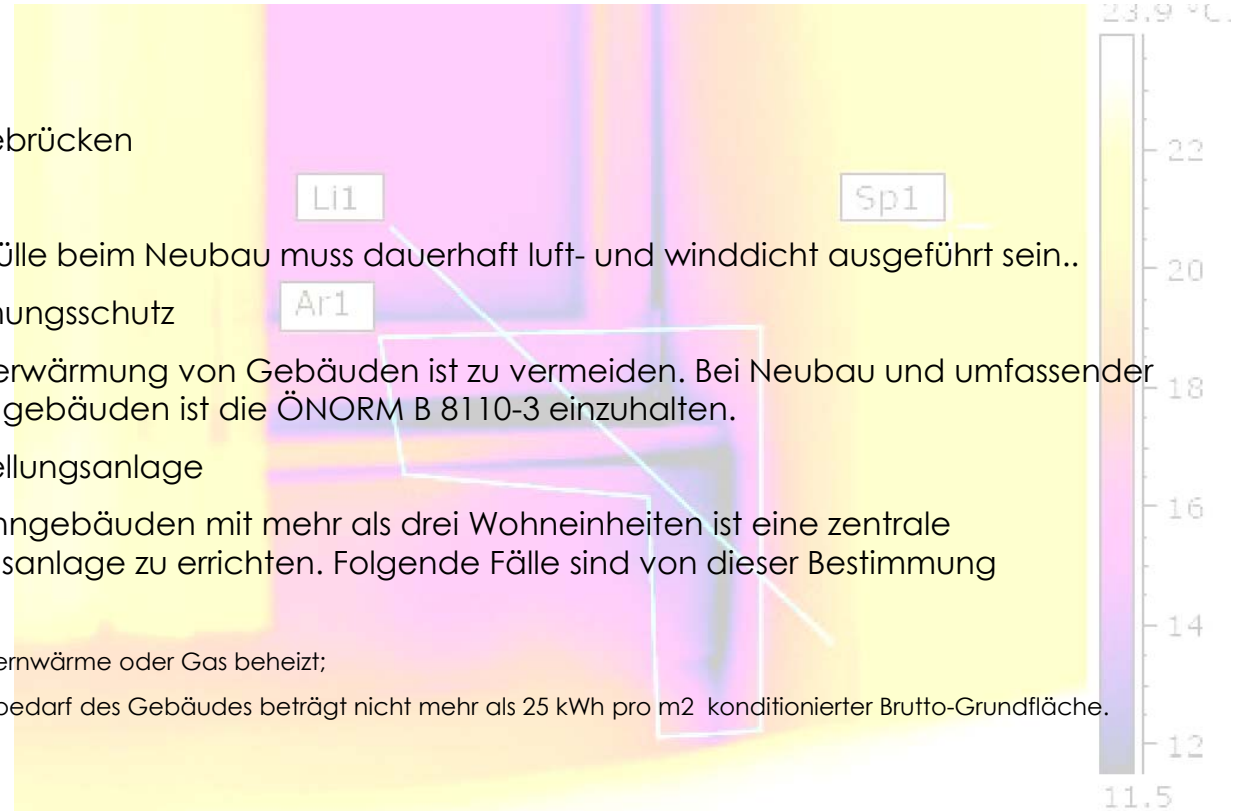 23.9 °C
ebrücken
22
Li1
Sp1
ülle beim Neubau muss dauerhaft luft- und winddicht ausgeführt sein..
20
nungsschutz
Ar1
erwärmung von Gebäuden ist zu vermeiden. Bei Neubau und umfassender
18
gebäuden ist die ÖNORM B 8110-3 einzuhalten.
ellungsanlage
16
hngebäuden mit mehr als drei Wohneinheiten ist eine zentrale
sanlage zu errichten. Folgende Fälle sind von dieser Bestimmung
14
ernwärme oder Gas beheizt;
bedarf des Gebäudes beträgt nicht mehr als 25 kWh pro m2 konditionierter Brutto-Grundfläche.
12
11.5